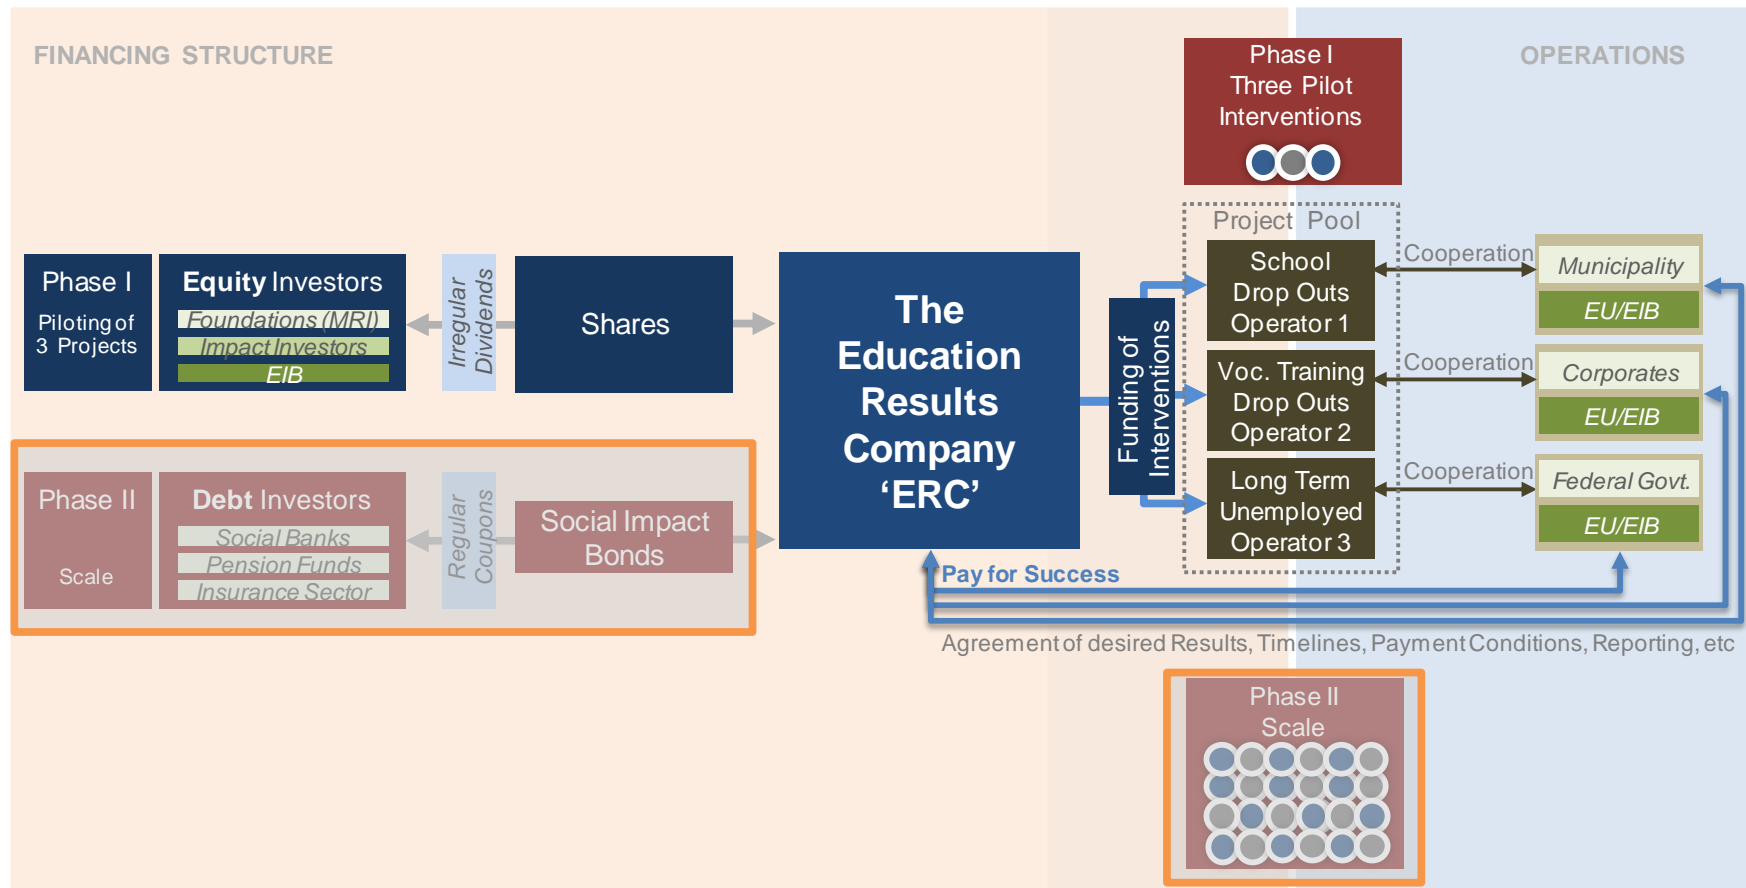 FINANCING STRUCTURE
OPERATIONS
Phase I
Three Pilot
Interventions
Project Pool
Phase I
Piloting of
3 Projects
Equity Investors
Foundations (MRI)
Impact Investors
EIB
Irregular
Dividends
Shares
The
Education
Results
Company
‘ERC’
Funding of
Interventions
School
Drop Outs
Operator 1
Cooperation
Municipality
EU/EIB
Voc. Training
Drop Outs
Operator 2
Cooperation
Corporates
EU/EIB
Long Term
Unemployed
Operator 3
Cooperation
Federal Govt.
EU/EIB
Phase II
Scale
Debt Investors
Social Banks
Pension Funds
Insurance Sector
Regular
Coupons
Social Impact
Bonds
Pay for Success
Agreement of desired Results, Timelines, Payment Conditions, Reporting, etc
Phase II
Scale